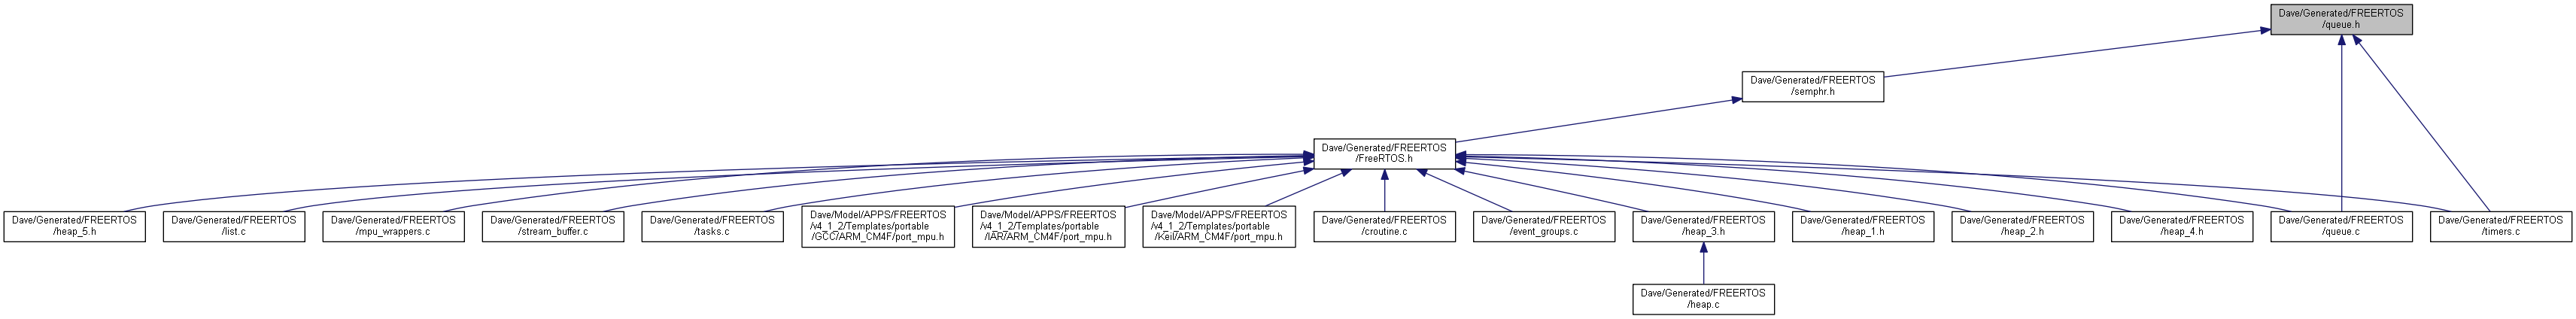 Dave/Generated/FREERTOS
/queue.h
Dave/Generated/FREERTOS
/semphr.h
Dave/Generated/FREERTOS
/FreeRTOS.h
Dave/Generated/FREERTOS
/heap_5.h
Dave/Generated/FREERTOS
/list.c
Dave/Generated/FREERTOS
/mpu_wrappers.c
Dave/Generated/FREERTOS
/stream_buffer.c
Dave/Generated/FREERTOS
/tasks.c
Dave/Model/APPS/FREERTOS
/v4_1_2/Templates/portable
/GCC/ARM_CM4F/port_mpu.h
Dave/Model/APPS/FREERTOS
/v4_1_2/Templates/portable
/IAR/ARM_CM4F/port_mpu.h
Dave/Model/APPS/FREERTOS
/v4_1_2/Templates/portable
/Keil/ARM_CM4F/port_mpu.h
Dave/Generated/FREERTOS
/croutine.c
Dave/Generated/FREERTOS
/event_groups.c
Dave/Generated/FREERTOS
/heap_3.h
Dave/Generated/FREERTOS
/heap_1.h
Dave/Generated/FREERTOS
/heap_2.h
Dave/Generated/FREERTOS
/heap_4.h
Dave/Generated/FREERTOS
/queue.c
Dave/Generated/FREERTOS
/timers.c
Dave/Generated/FREERTOS
/heap.c